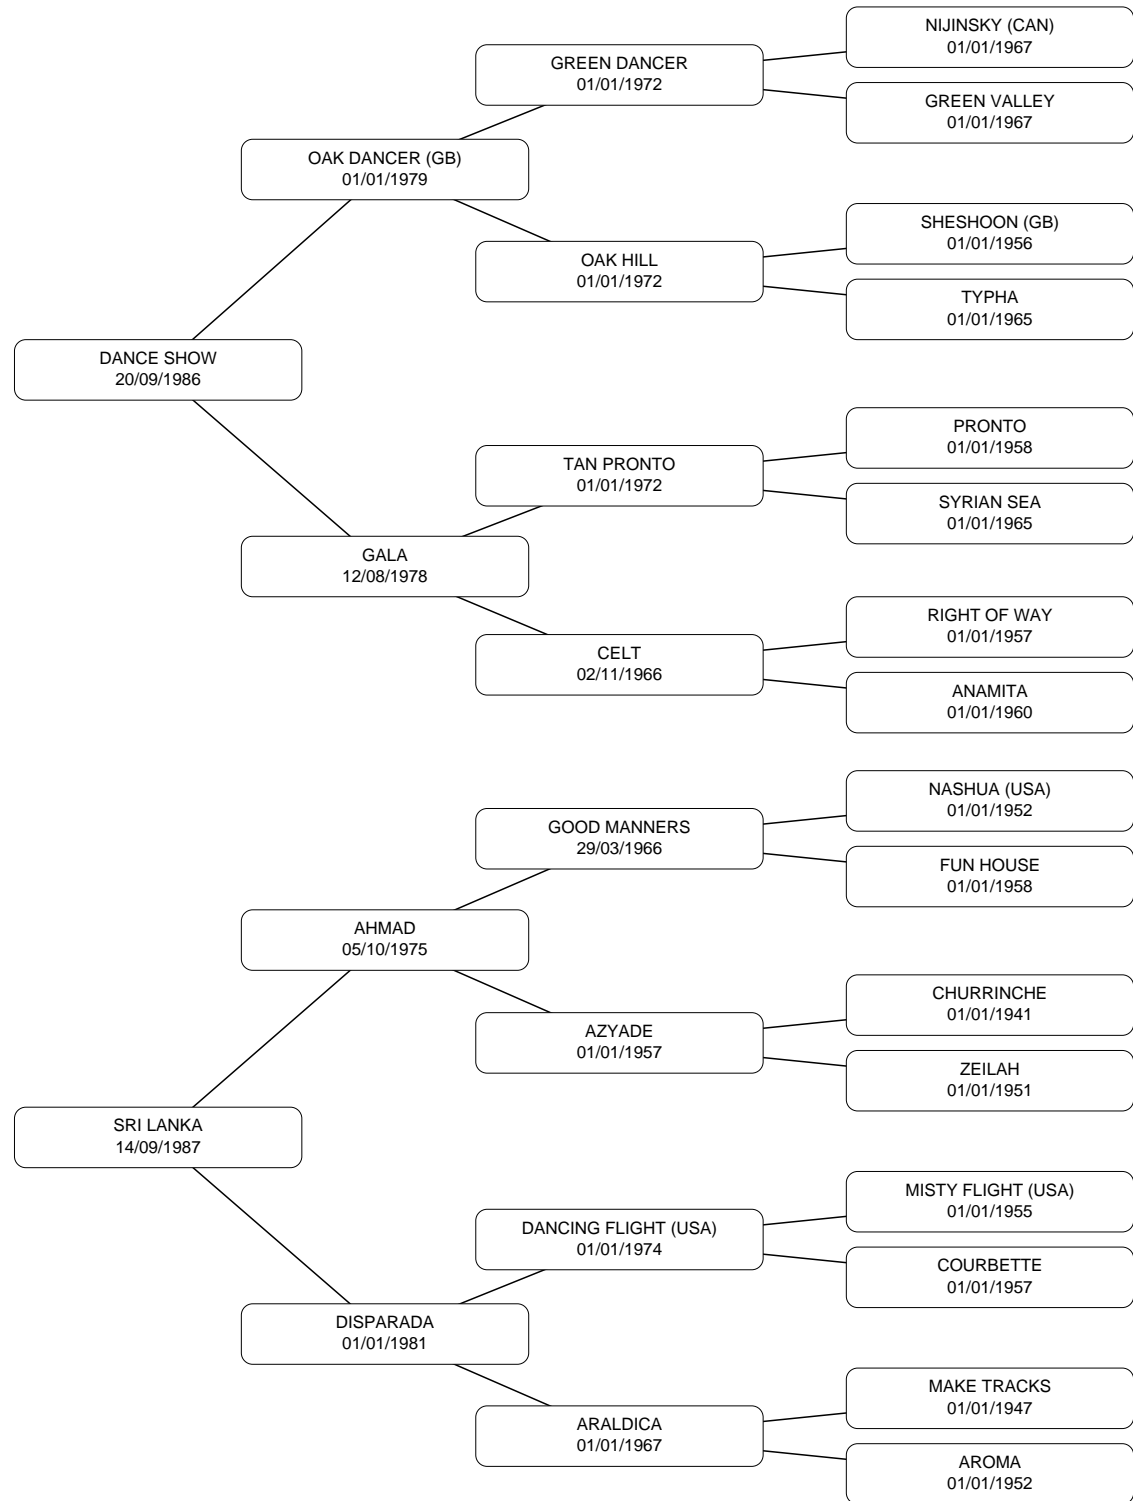 NIJINSKY (CAN)
01/01/1967
GREEN DANCER
01/01/1972
GREEN VALLEY
01/01/1967
OAK DANCER (GB)
01/01/1979
SHESHOON (GB)
01/01/1956
OAK HILL
01/01/1972
TYPHA
01/01/1965
DANCE SHOW
20/09/1986
PRONTO
01/01/1958
TAN PRONTO
01/01/1972
SYRIAN SEA
01/01/1965
GALA
12/08/1978
RIGHT OF WAY
01/01/1957
CELT
02/11/1966
ANAMITA
01/01/1960
NASHUA (USA)
01/01/1952
GOOD MANNERS
29/03/1966
FUN HOUSE
01/01/1958
AHMAD
05/10/1975
CHURRINCHE
01/01/1941
AZYADE
01/01/1957
ZEILAH
01/01/1951
SRI LANKA
14/09/1987
MISTY FLIGHT (USA)
01/01/1955
DANCING FLIGHT (USA)
01/01/1974
COURBETTE
01/01/1957
DISPARADA
01/01/1981
MAKE TRACKS
01/01/1947
ARALDICA
01/01/1967
AROMA
01/01/1952